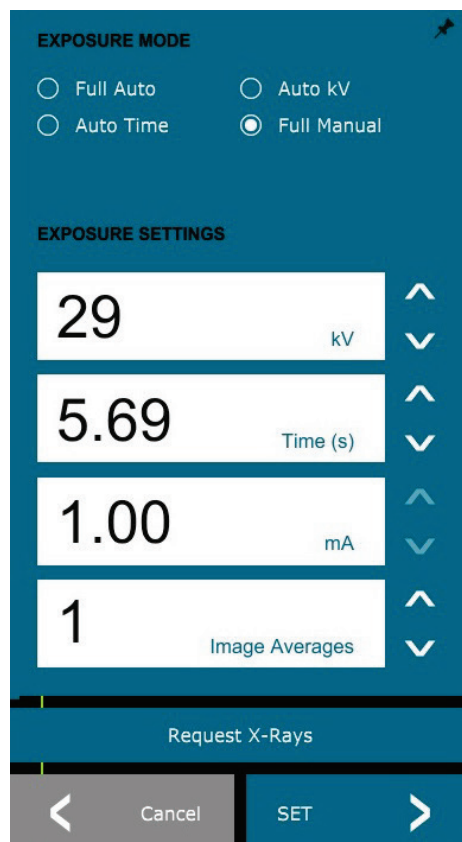 EXPOSURE MODE
Full Auto Auto kV
Auto Time Full Manual
EXPOSURE SETTINGS
29 kV
5.69 Time (s)
1.00 mA
1 Image Averages
Request X-Rays
Cancel SET